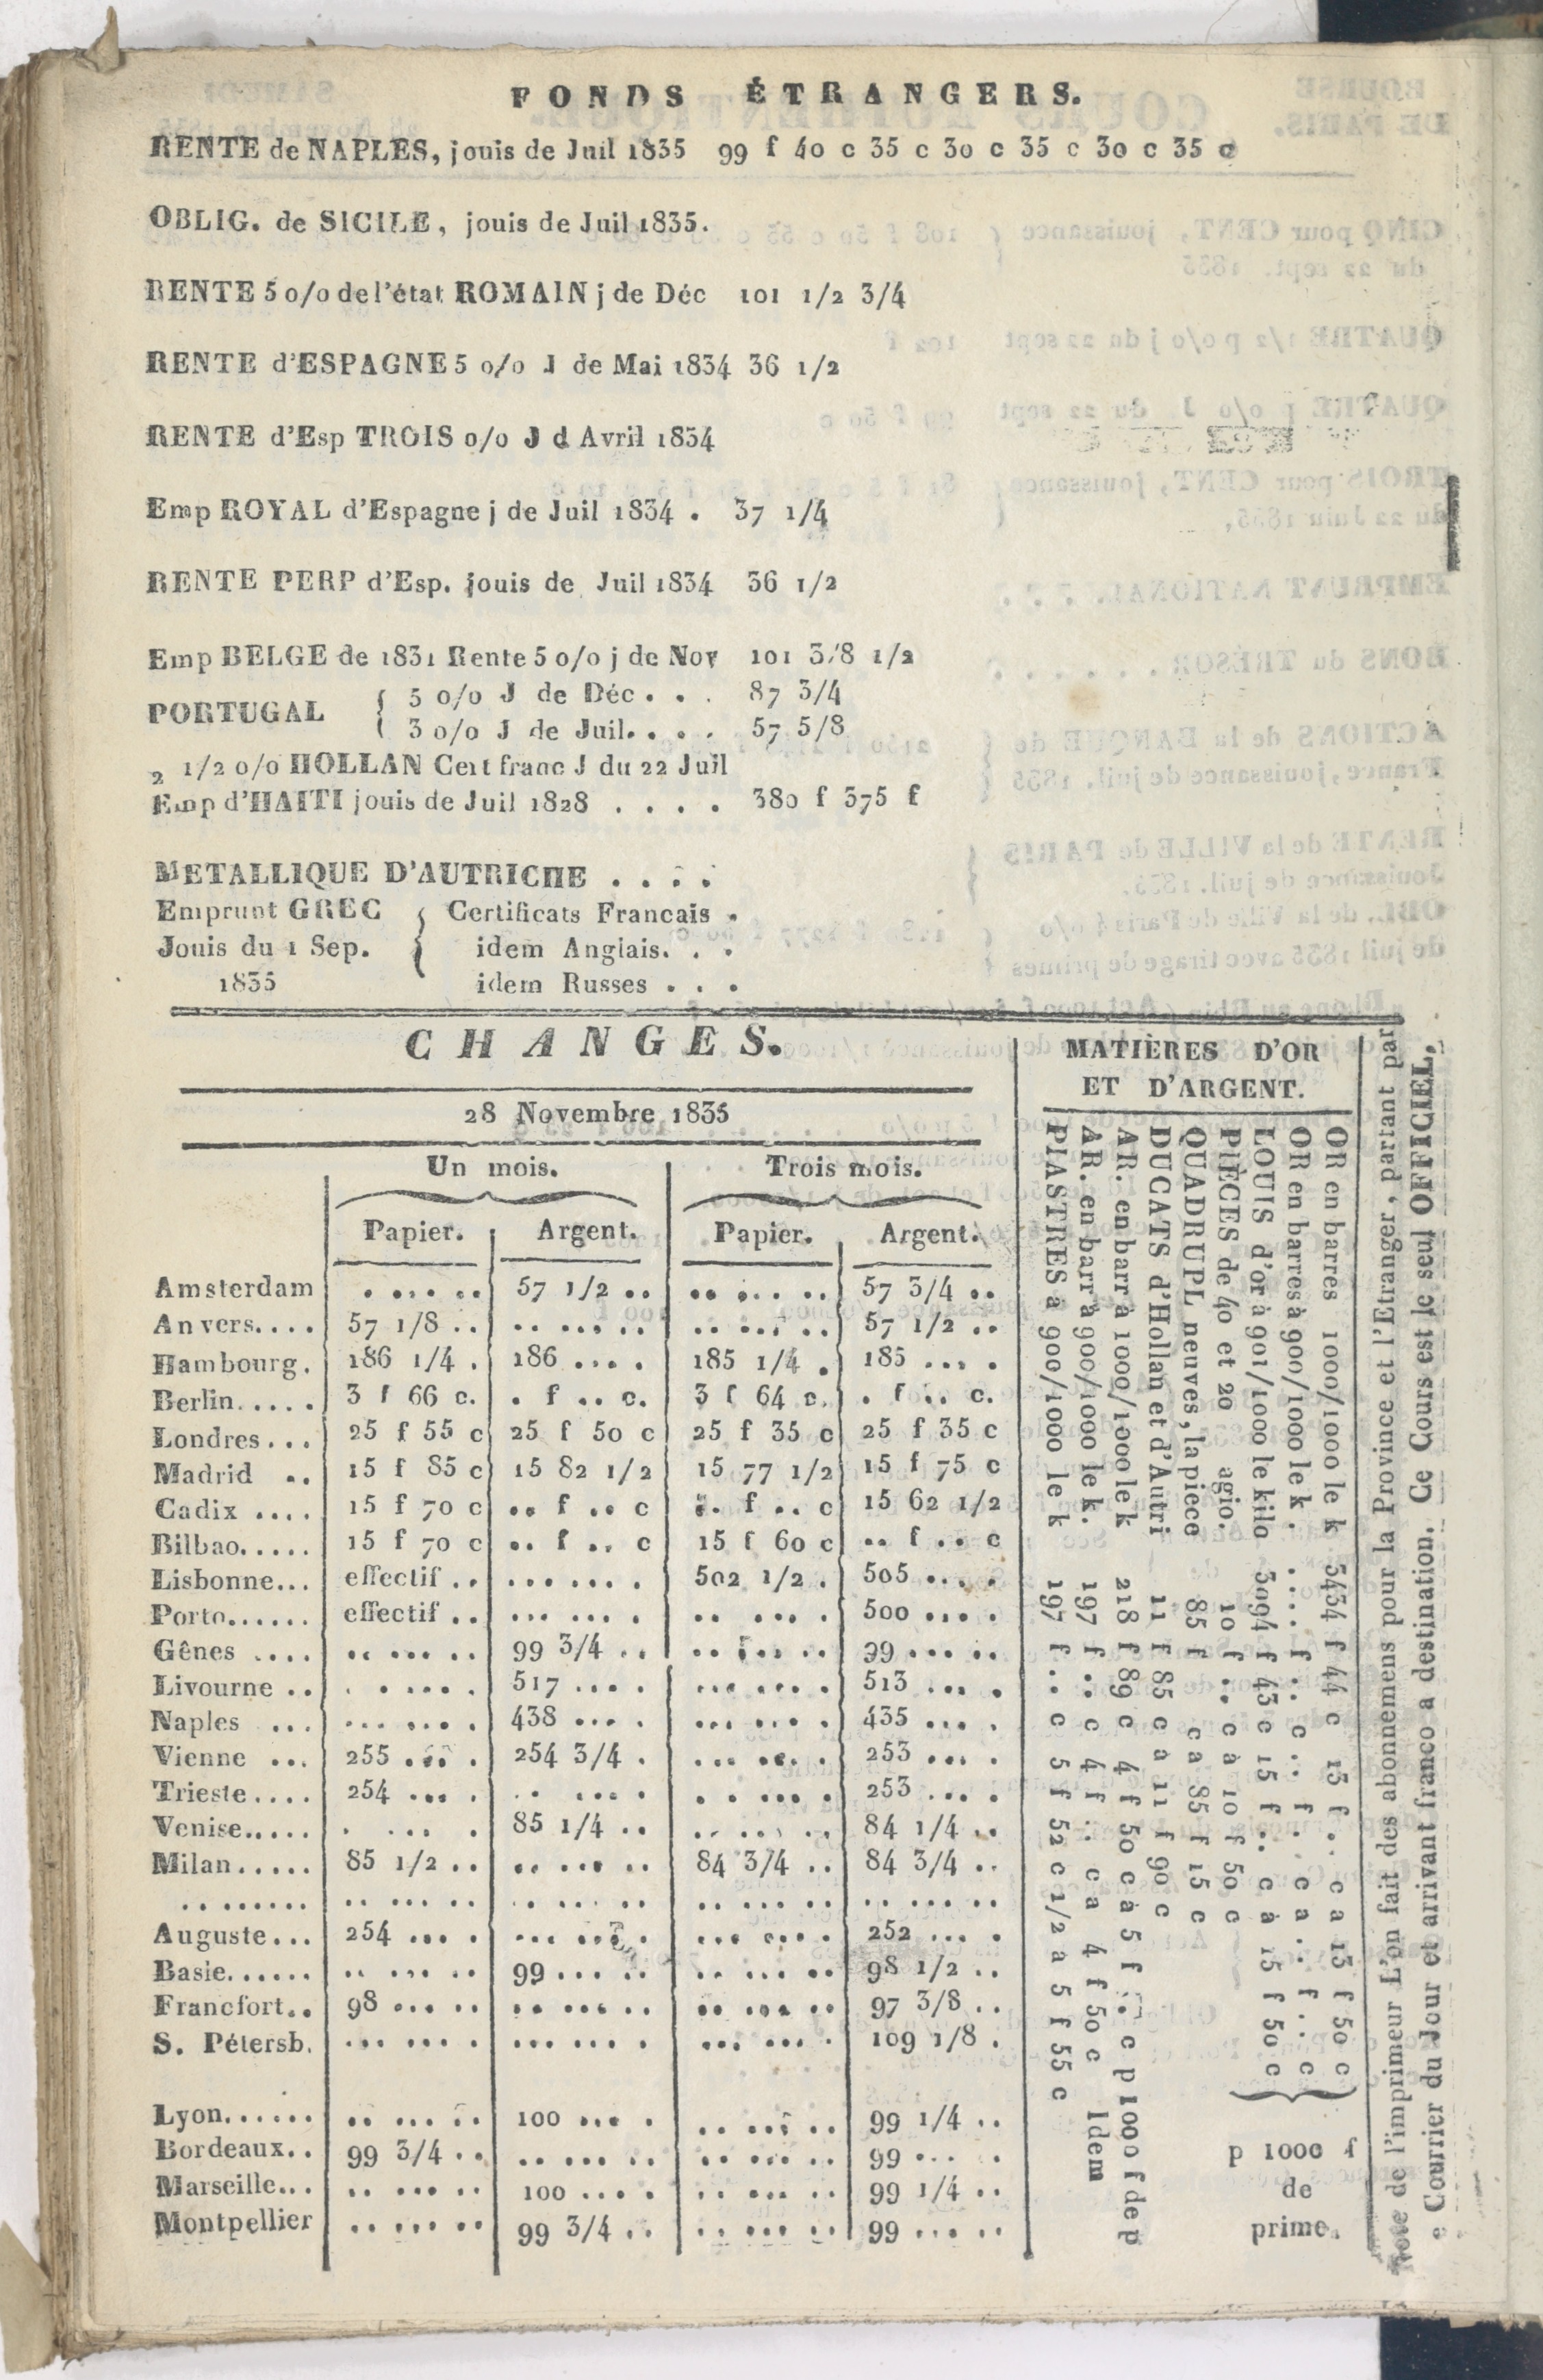 FONDS ÉTRANGERS.
RENTE de NAPLES, jouis de Juil 1835 99 f 40 c 35 c 30 c 35 c 30 c 35 c
OBLIG. de SICILE, jouis de Juil 1835.
RENTE 5 0/0 de l'état ROMAIN j de Déc 101 1/2 3/4
RENTE d'ESPAGNE 5 0/0 J de Mai 1834 36 1/2
RENTE d'Esp TROIS 0/0 J d Avril 1834
Emp ROYAL d'Espagne j de Juil 1834 . 37 1/4
RENTE PERP d'Esp. jouis de Juil 1834 36 1/2
Emp BELGE de 1831 Rente 5 0/0 j de Nov 101 3/8 1/2
PORTUGAL { 5 0/0 J de Déc . . . 87 3/4
{ 3 0/0 J de Juil. . . . 57 5/8
2 1/2 0/0 HOLLAN Cert franc J du 22 Juil
Emp d'HAITI jouis de Juil 1828 . . . . 380 f 375 f
METALLIQUE D'AUTRICHE . . . .
Emprunt GREC { Certificats Francais .
Jouis du 1 Sep. idem Anglais. . .
1835 idem Russes . . .
CHANGES.
28 Novembre 1835
Un mois. Trois mois.
Papier. Argent. Papier. Argent.
Amsterdam . ... .. 57 1/2 .. .. ... .. 57 3/4 ..
Anvers.... 57 1/8 .. .. ... .. .. ... .. 57 1/2 ..
Hambourg. 186 1/4 . 186 ... . 185 1/4 . 185 ... .
Berlin..... 3 f 66 c. . f .. c. 3 f 64 c. . f .. c.
Londres... 25 f 55 c 25 f 50 c 25 f 35 c 25 f 35 c
Madrid .. 15 f 85 c 15 82 1/2 15 77 1/2 15 f 75 c
Cadix .... 15 f 70 c .. f .. c .. f .. c 15 62 1/2
Bilbao..... 15 f 70 c .. f .. c 15 f 60 c .. f .. c
Lisbonne... effectif .. ... ... . 502 1/2 . 505 ... .
Porto...... effectif .. ... ... . .. ... . 500 ... .
Gênes .... .. ... .. 99 3/4 .. .. ... .. 99 ... ..
Livourne .. . ... . 517 ... . ... ... . 513 ... .
Naples ... ... ... . 438 ... . ... ... . 435 ... .
Vienne ... 255 ... . 254 3/4 . ... ... . 253 ... .
Trieste.... 254 ... . .. ... . . . ... . 253 ... .
Venise..... . ... . 85 1/4 .. .. ... .. 84 1/4 ..
Milan..... 85 1/2 .. .. ... .. 84 3/4 .. 84 3/4 ..
........ .. ... .. .. ... .. .. ... .. .. ... ..
Auguste... 254 ... . ... ... ... ... . 252 ... .
Basie...... .. ... .. 99 ... .. .. ... .. 98 1/2 ..
Francfort.. 98 ... .. .. ... .. .. ... .. 97 3/8 ..
S. Pétersb. ... ... . ... ... . ... ... . 109 1/8 .
Lyon...... .. ... .. 100 ... . .. ... .. 99 1/4 ..
Bordeaux.. 99 3/4 .. .. ... .. .. ... .. 99 ... ..
Marseille... .. ... .. 100 ... . .. ... .. 99 1/4 ..
Montpellier .. ... .. 99 3/4 .. .. ... .. 99 ... ..
MATIÈRES D'OR
ET D'ARGENT.
OR en barres 1000/1000 le k 3434 f 44 c 13 f .. c a 13 f 50 c
OR en barres à 900/1000 le k. .... f .. c .. f . . c a . . f . . c
LOUIS d'or à 901/1000 le kilo 3094 f 43 c 15 f .. c à 15 f 50 c
PIÈCES de 40 et 20 agio. 10 f .. c à 10 f 50 c
QUADRUPL neuves, la piece 85 f c a 85 f 15 c
DUCATS d'Hollan et d'Autri 11 f 85 c à 11 f 90 c
AR. en barr à 1000/1000 le k 218 f 89 c 4 f 50 c à 5 f .. c p 1000 f de p
AR. en barr à 900/1000 le k. 197 f .. c 4 f .. c a 4 f 50 c Idem
PIASTRES à 900/1000 le k 197 f .. c 5 f 52 c 1/2 à 5 f 55 c
p 1000 f
de
prime.
Note de l'imprimeur L'on fait des abonnemens pour la Province et l'Etranger, partant par
e Courrier du Jour et arrivant franco a destination. Ce Cours est le seul OFFICIEL,